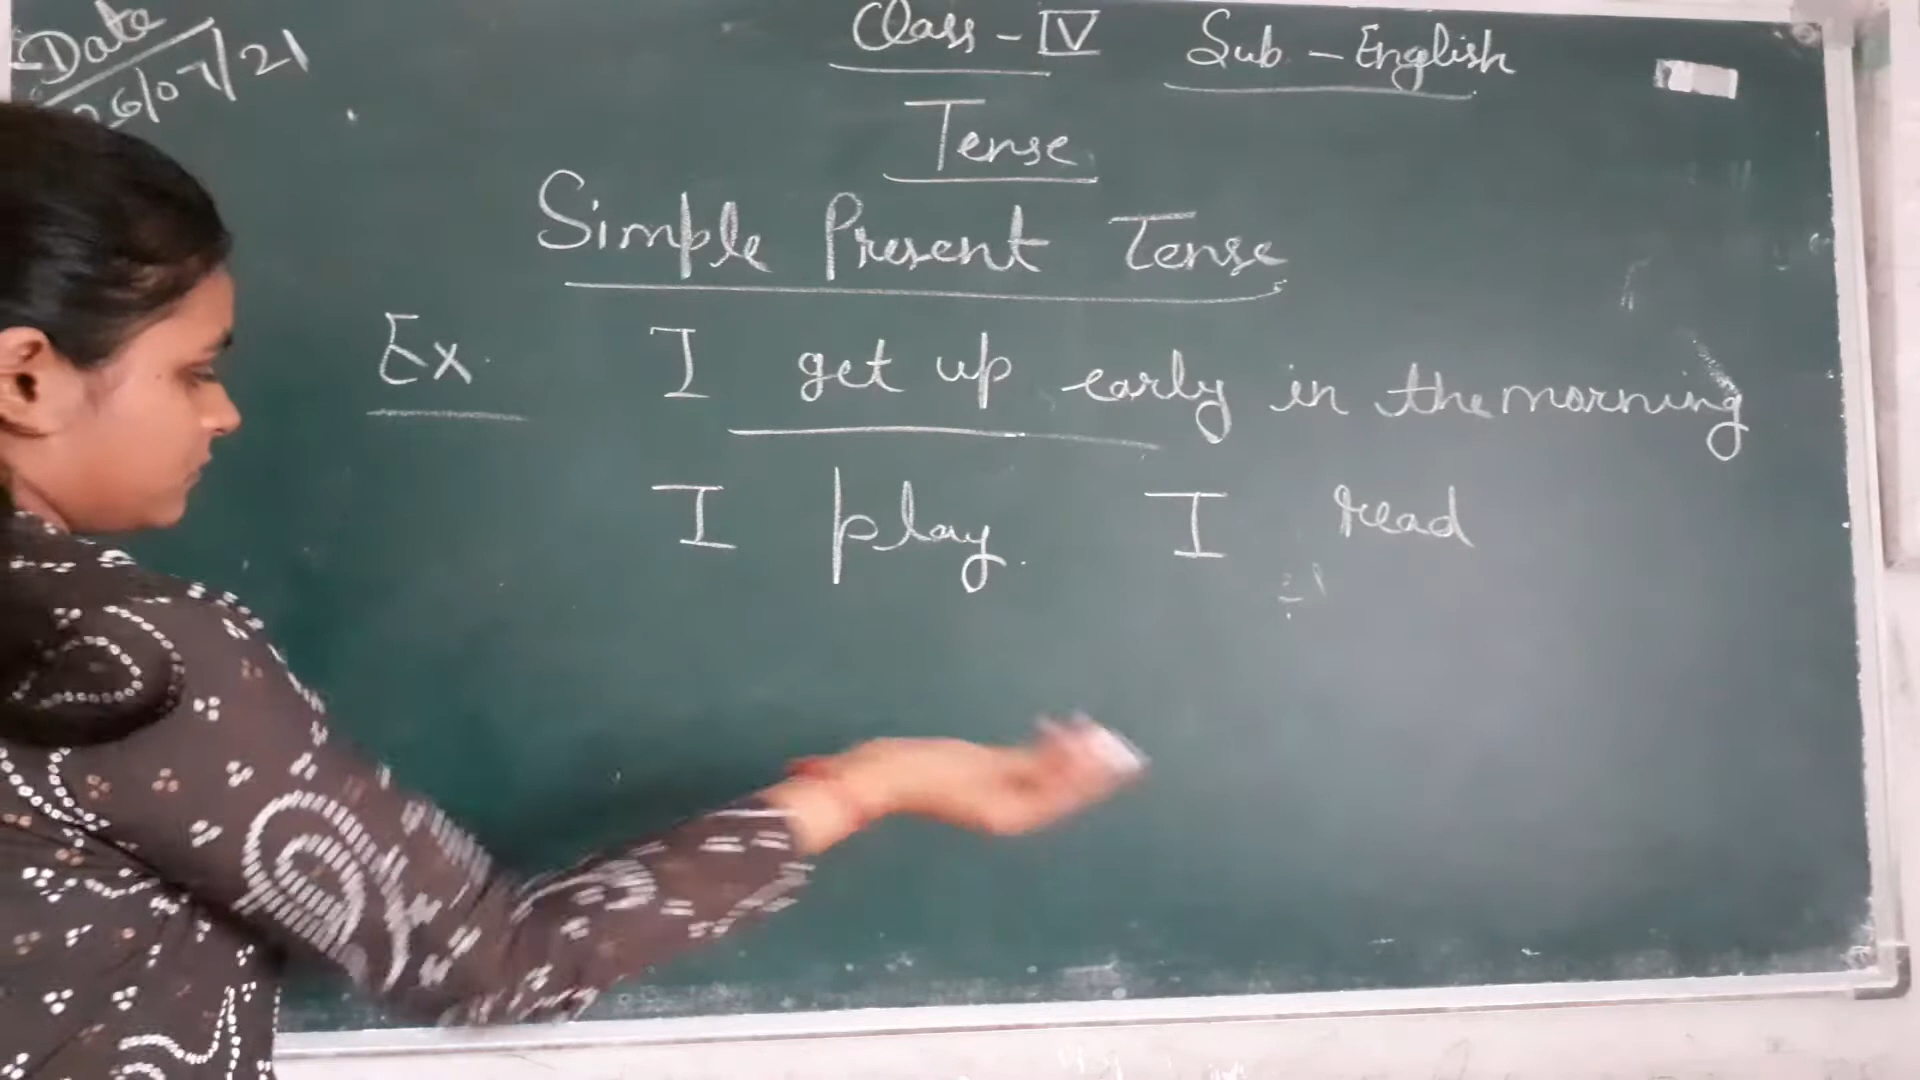 Date
26/07/21
Class - IV Sub - English
Tense
Simple Present Tense
Ex. I get up early in the morning
I play. I read